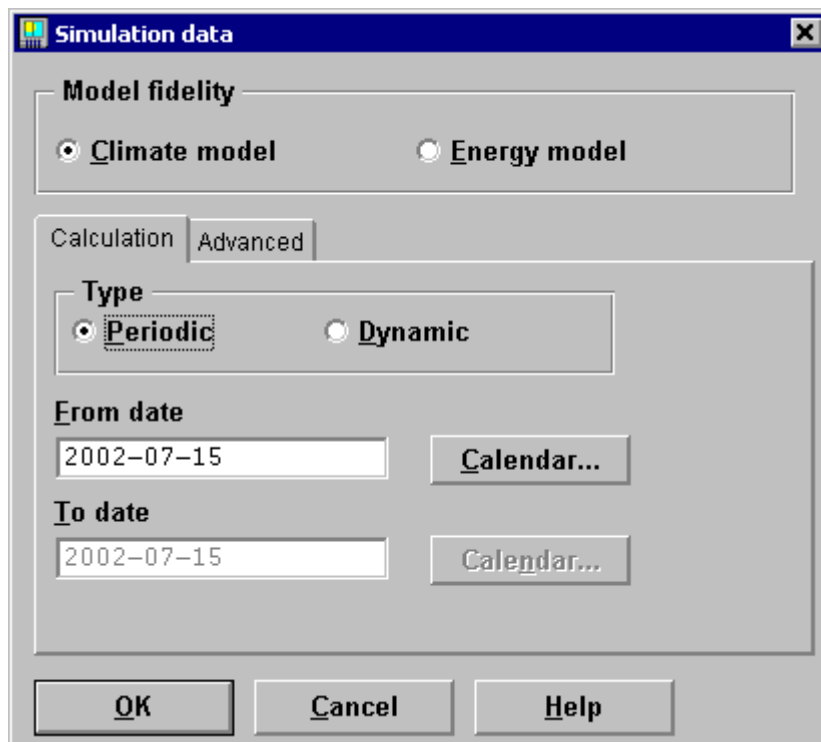 Simulation data
Model fidelity
Climate model Energy model
Calculation Advanced
Type
Periodic Dynamic
From date
2002-07-15 Calendar...
To date
2002-07-15 Calendar...
OK Cancel Help